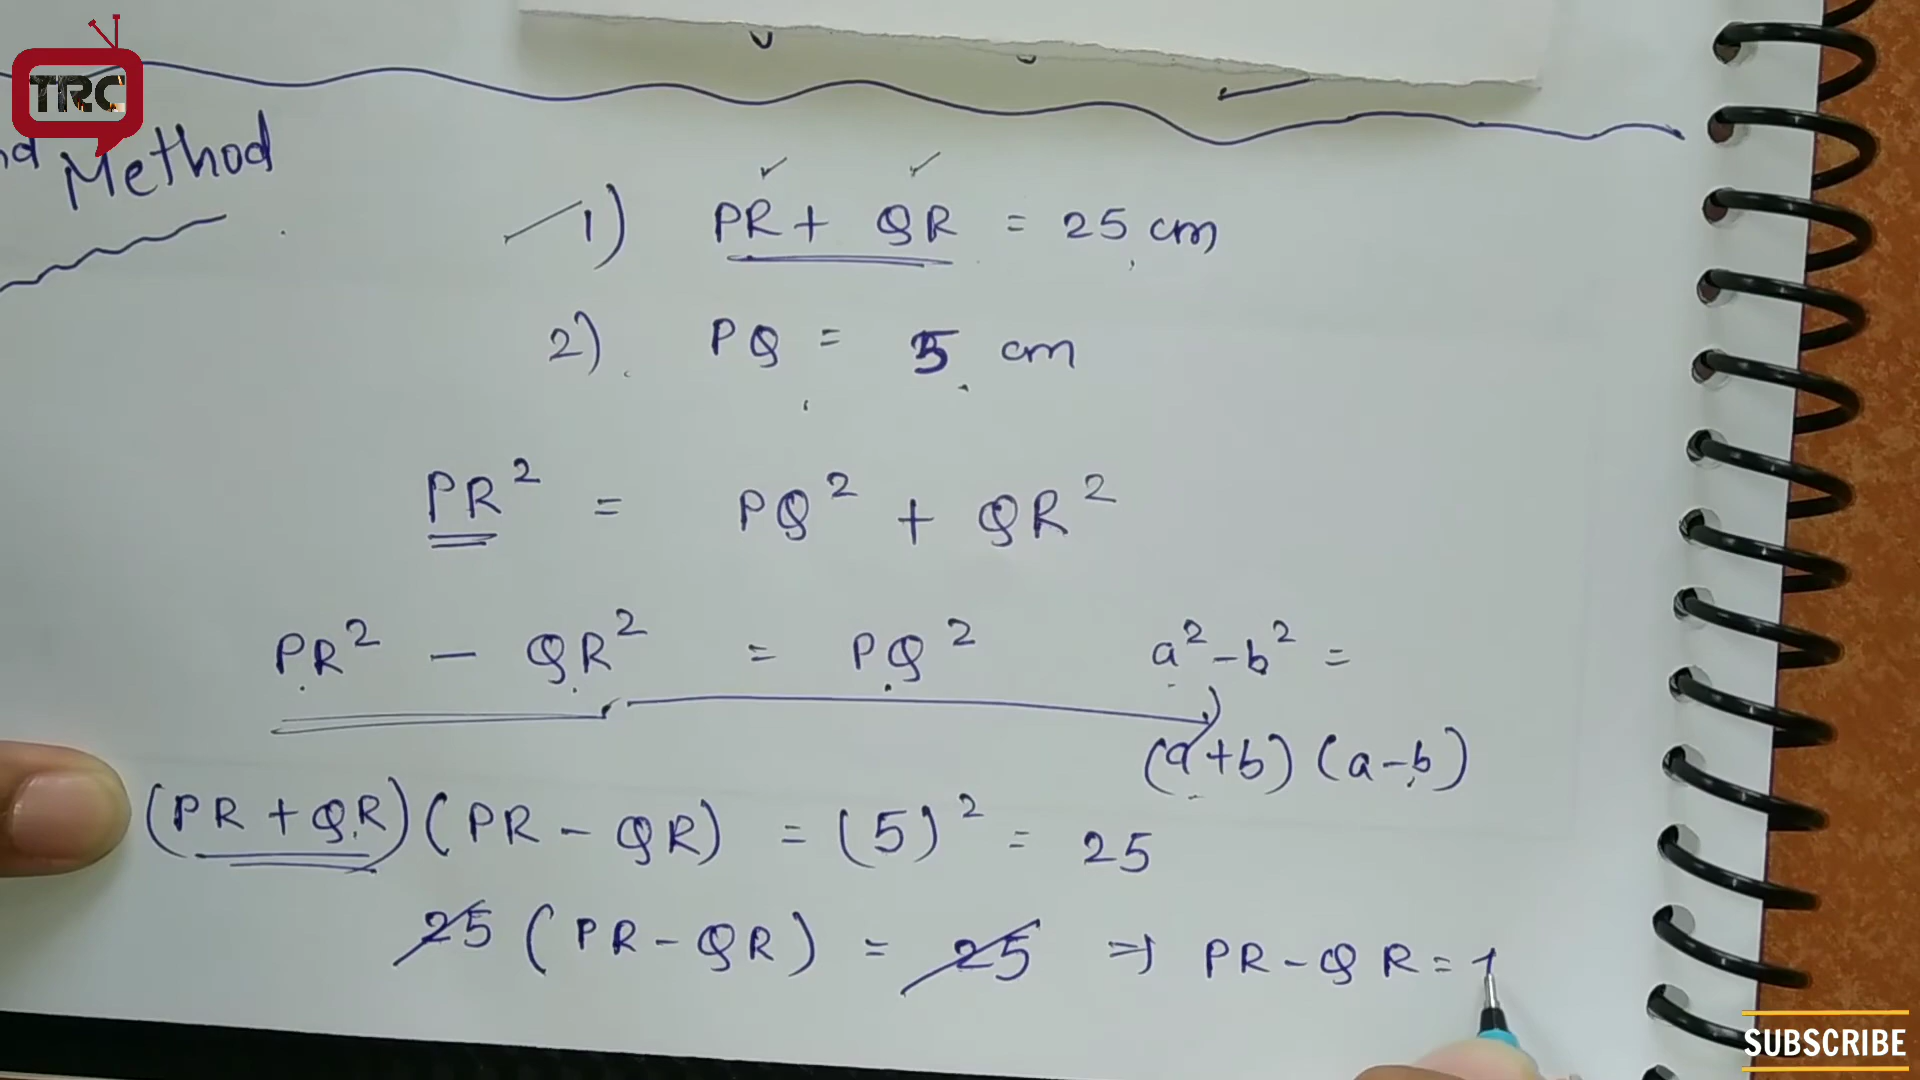 TRC
Method
1) PR + QR = 25 cm
2) PQ = 5 cm
PR² = PQ² + QR²
PR² - QR² = PQ²
a² - b² =
(a+b) (a-b)
(PR + QR) (PR - QR) = (5)² = 25
25 (PR - QR) = 25 ⇒ PR - QR = 1
SUBSCRIBE